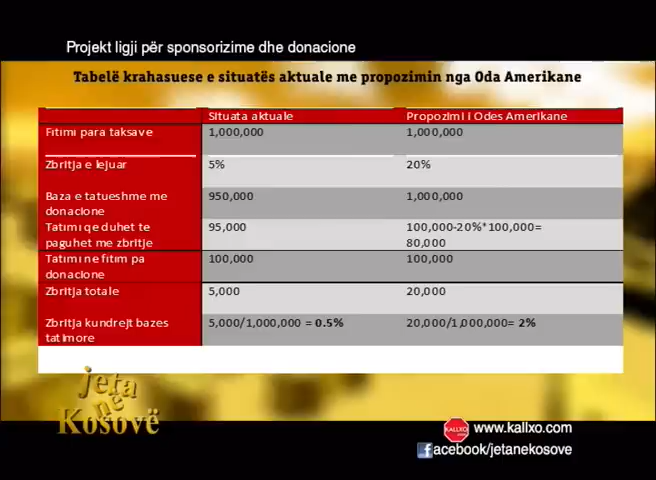 Projekt ligji për sponsorizime dhe donacione
Tabelë krahasuese e situatës aktuale me propozimin nga Oda Amerikane
Situata aktuale Propozimi i Odes Amerikane
Fitimi para taksave 1,000,000 1,000,000
Zbritja e lejuar 5% 20%
Baza e tatueshme me donacione 950,000 1,000,000
Tatimi qe duhet te paguhet me zbritje 95,000 100,000-20%*100,000= 80,000
Tatimi ne fitim pa donacione 100,000 100,000
Zbritja totale 5,000 20,000
Zbritja kundrejt bazes tatimore 5,000/1,000,000 = 0.5% 20,000/1,000,000= 2%
jeta
në
Kosovë
KALLXO
.com
www.kallxo.com
facebook/jetanekosove